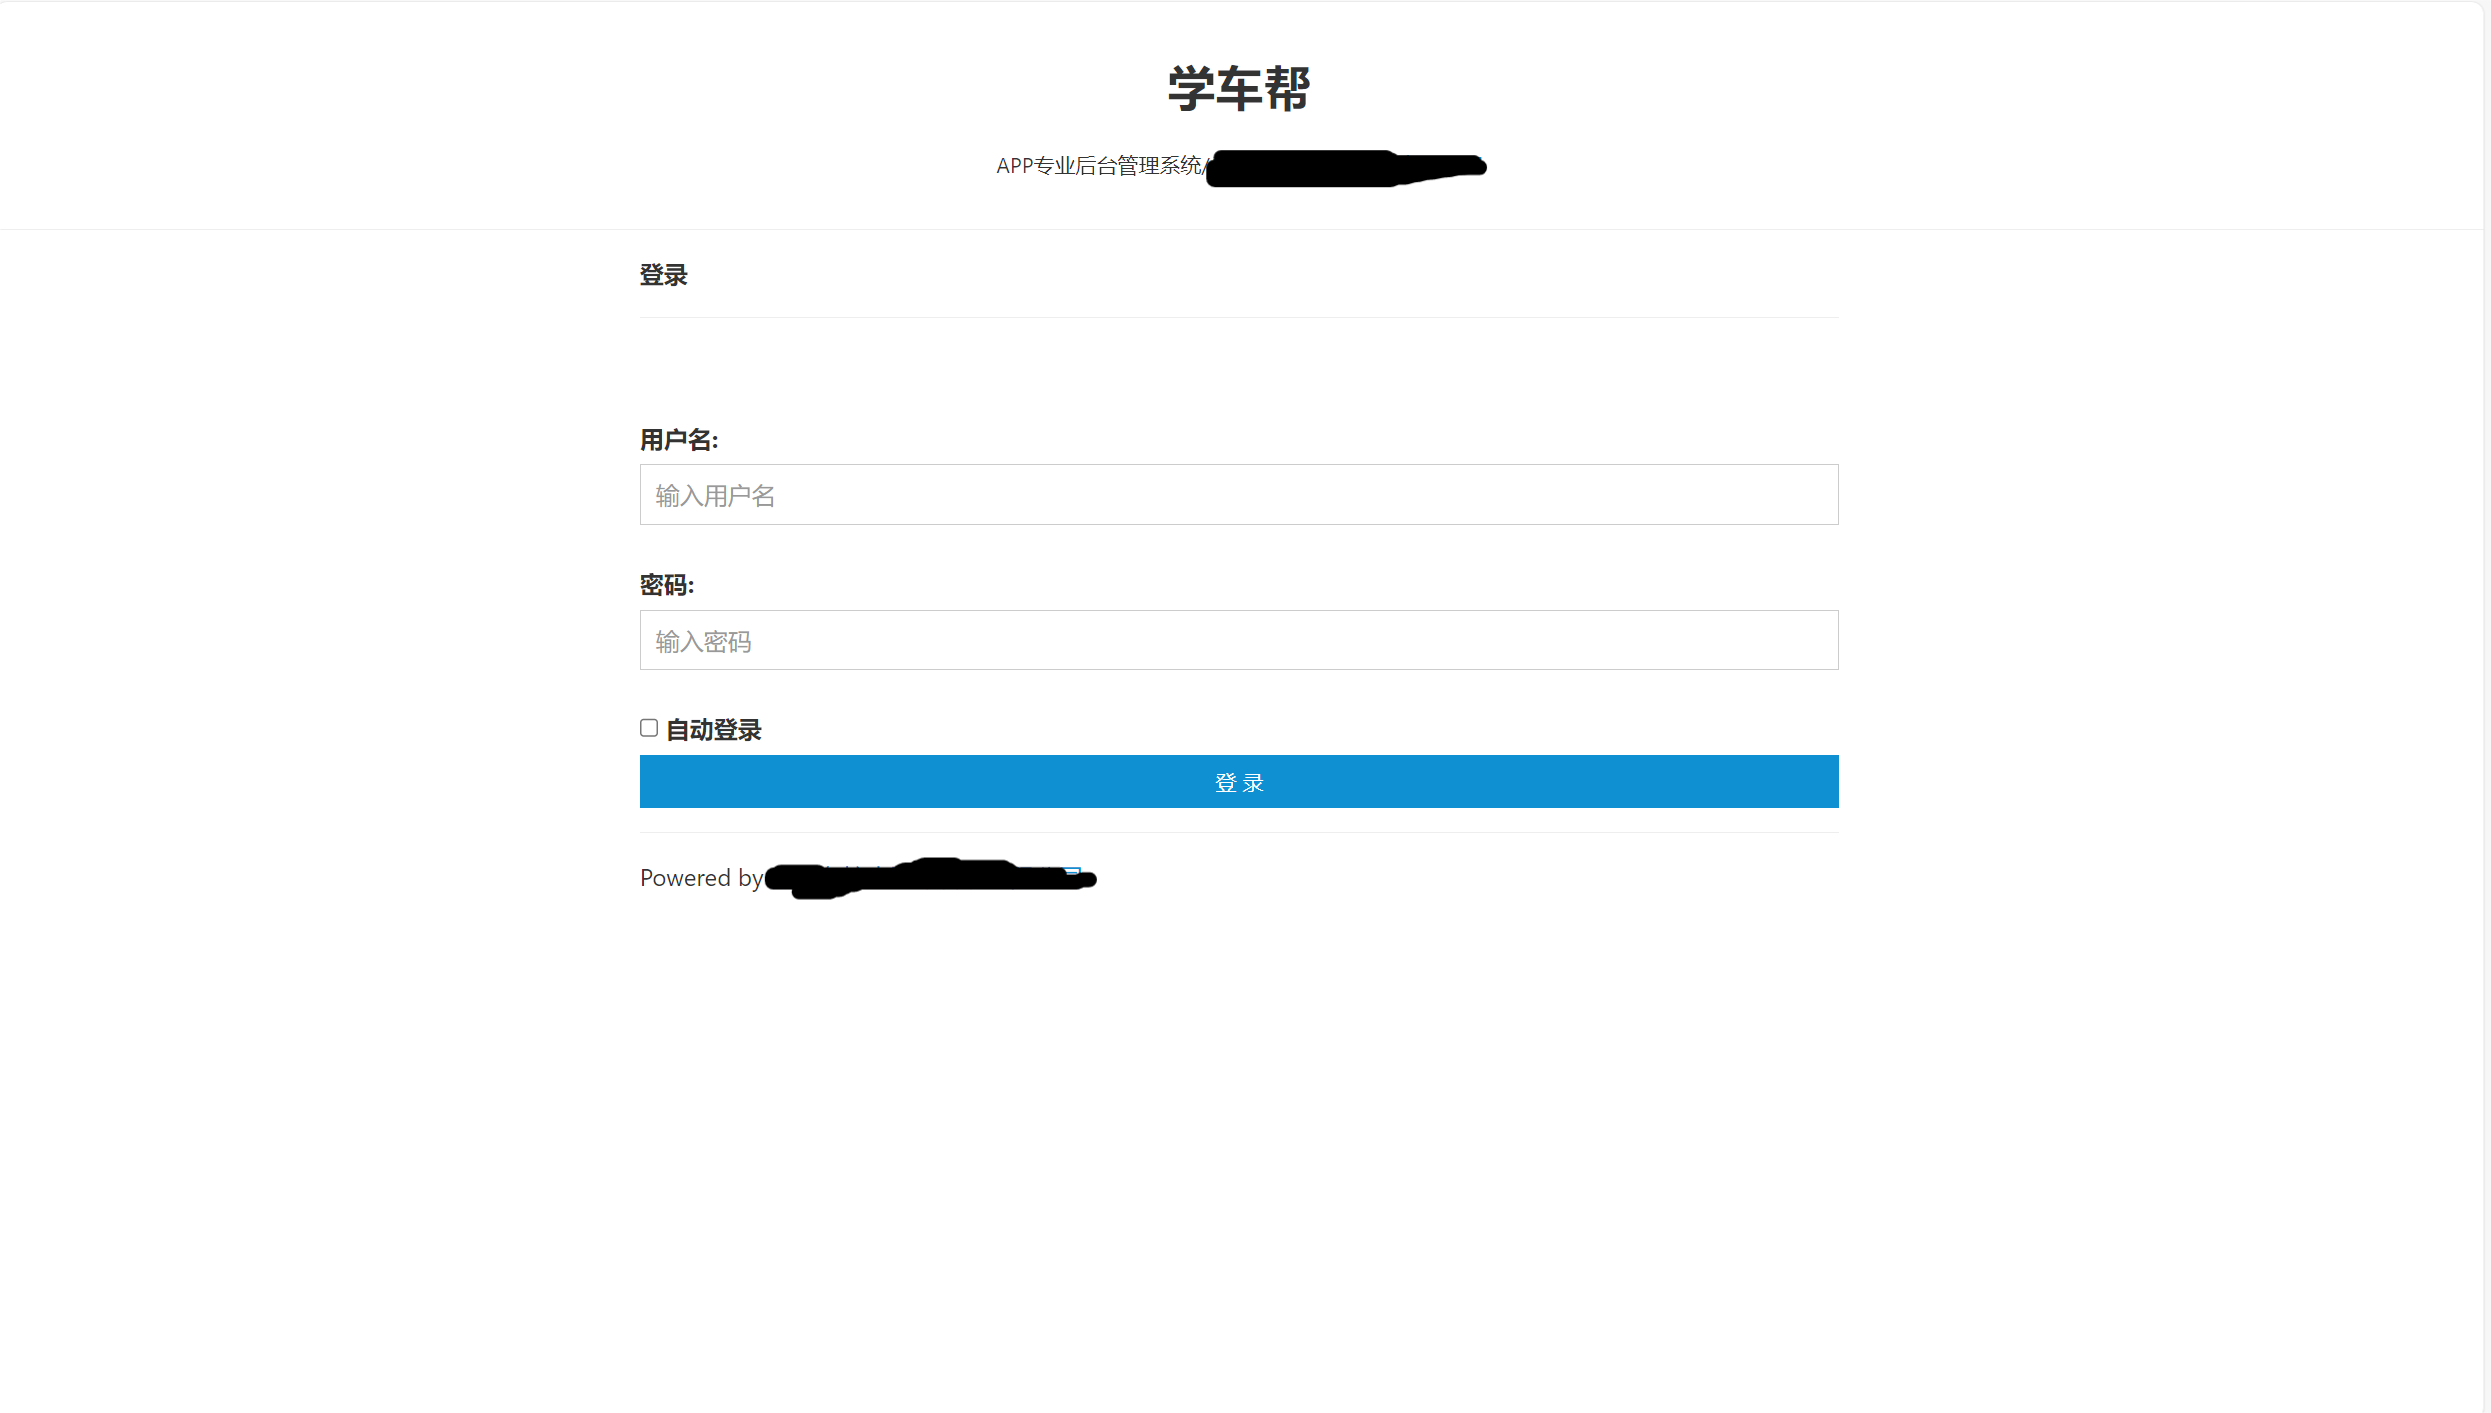 学车帮
APP专业后台管理系统/
登录
用户名:
输入用户名
密码:
输入密码
自动登录
登 录
Powered by